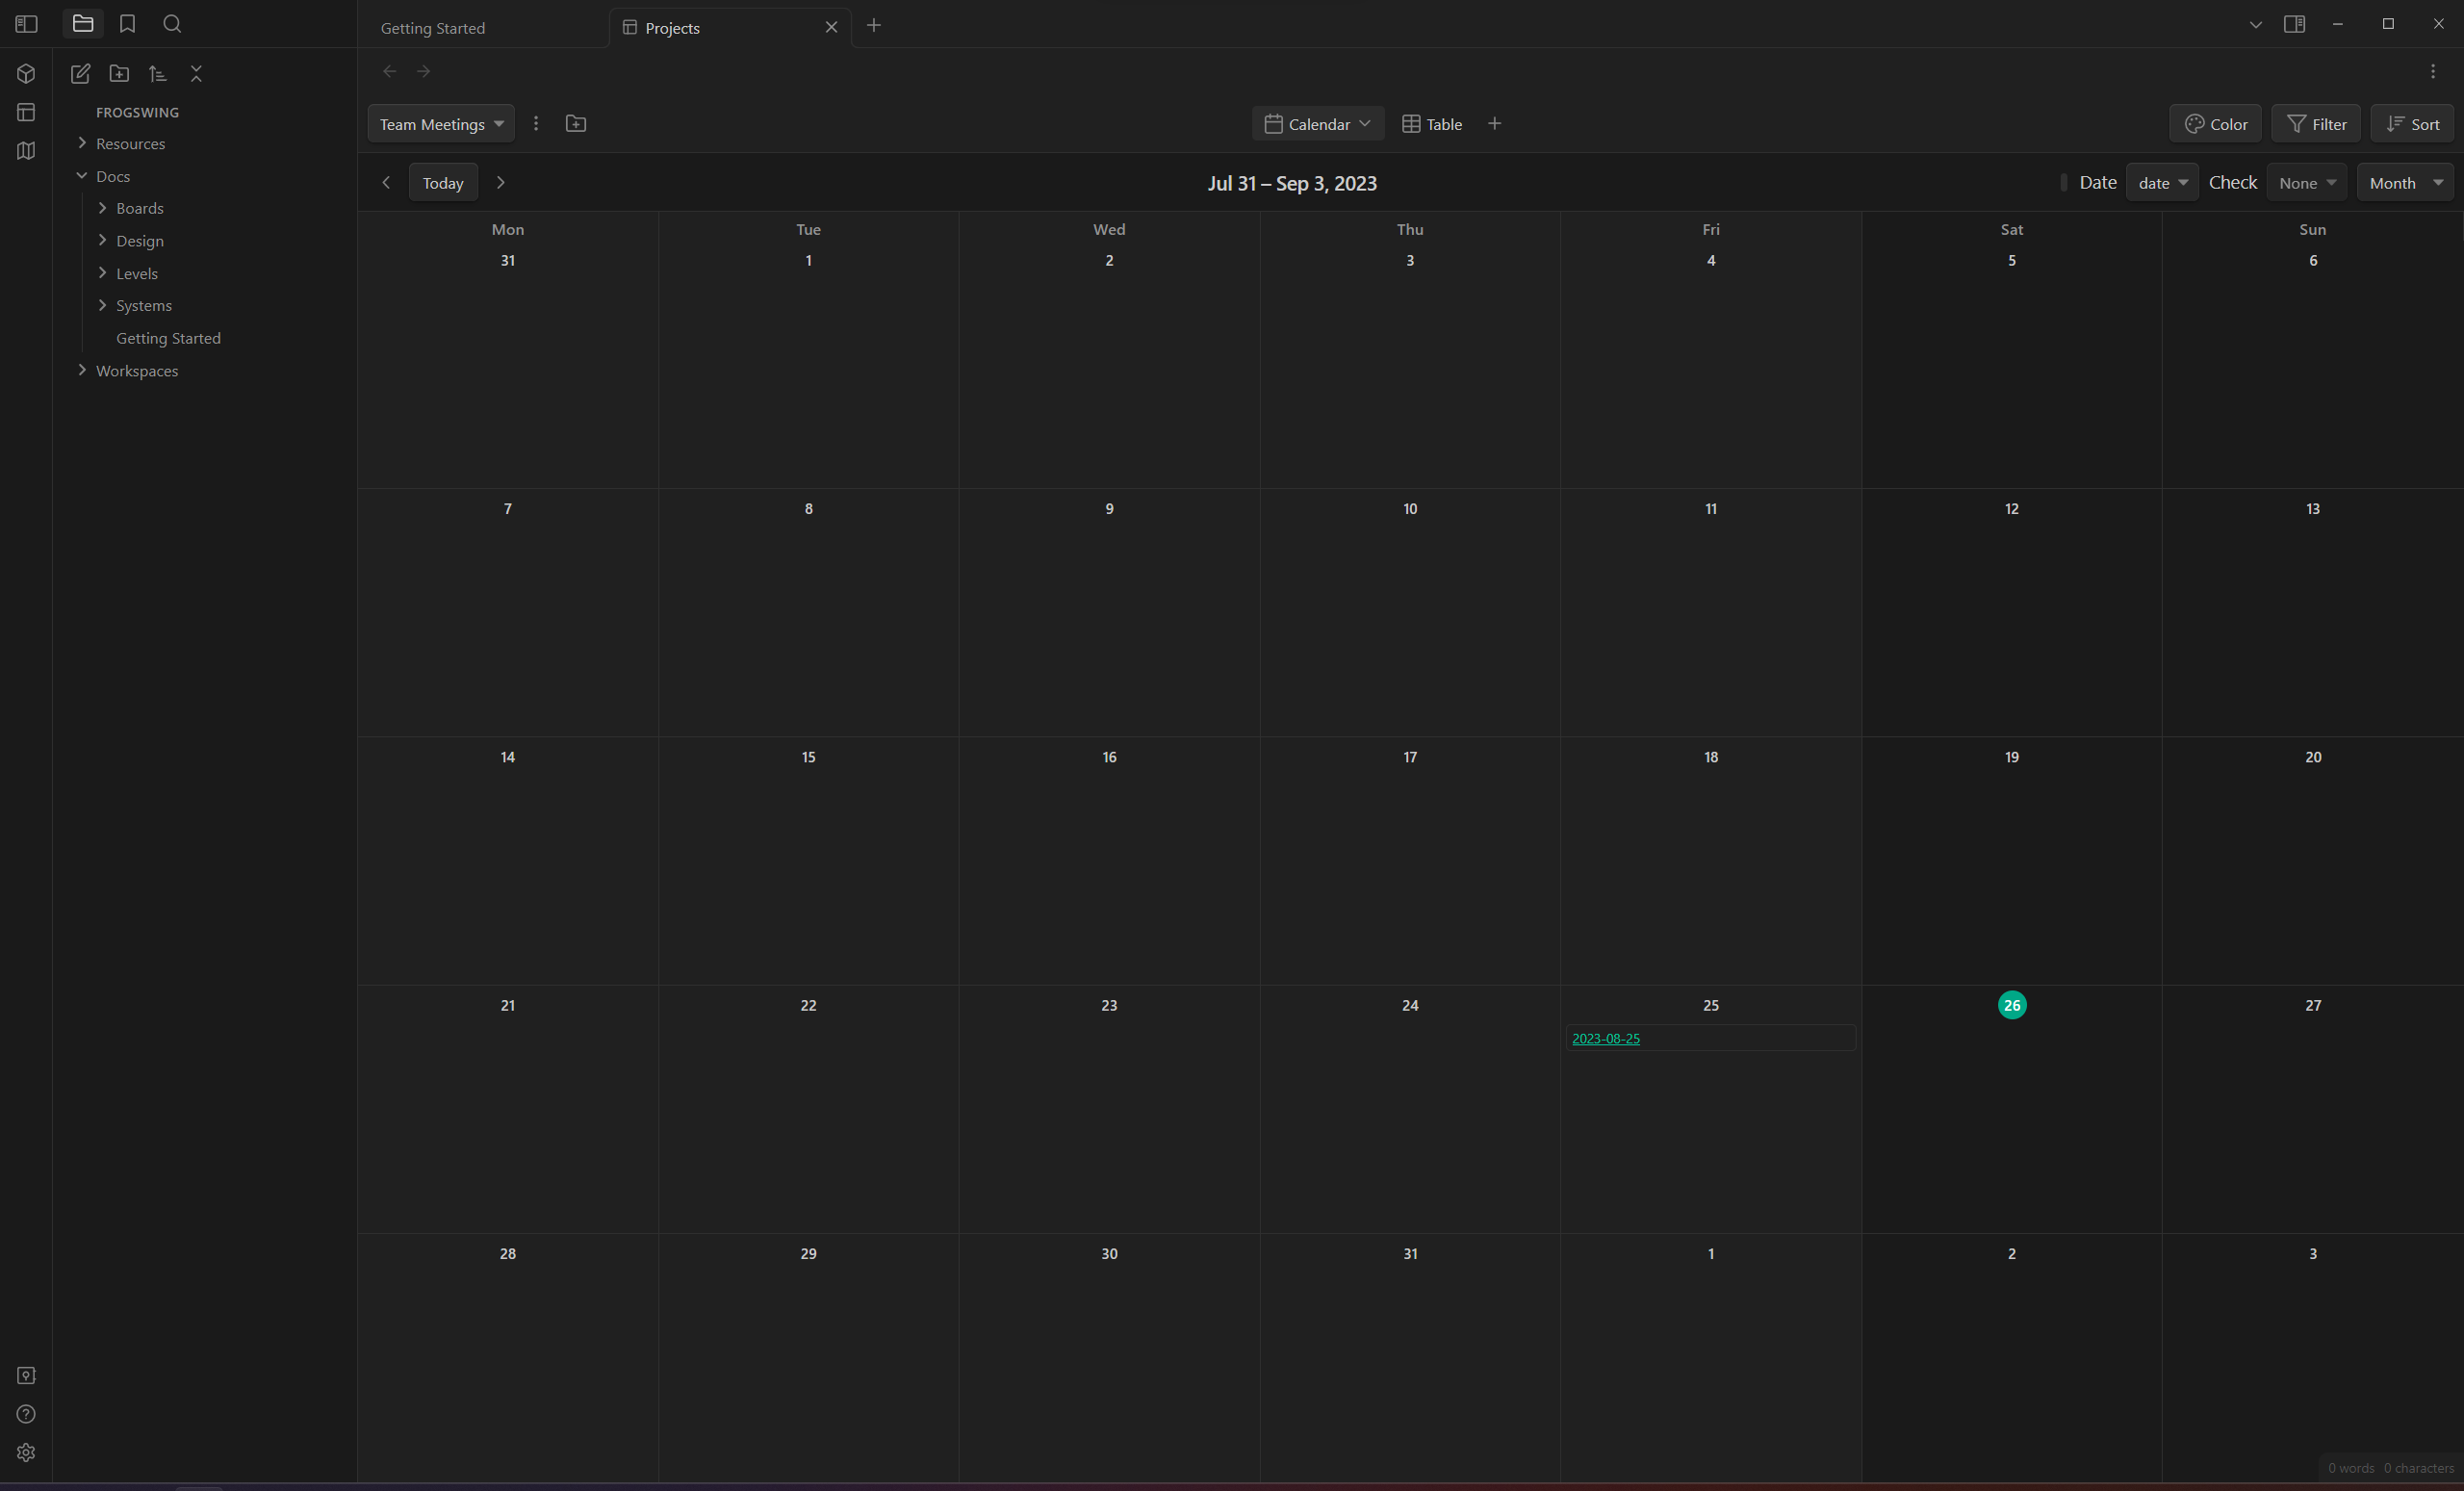 Getting Started
Projects
FROGSWING
Resources
Docs
Boards
Design
Levels
Systems
Getting Started
Workspaces
Team Meetings
Calendar
Table
Color
Filter
Sort
Today
Jul 31 – Sep 3, 2023
Date date Check None Month
Mon Tue Wed Thu Fri Sat Sun
31 1 2 3 4 5 6
7 8 9 10 11 12 13
14 15 16 17 18 19 20
21 22 23 24 25 26 27
2023-08-25
28 29 30 31 1 2 3
0 words 0 characters